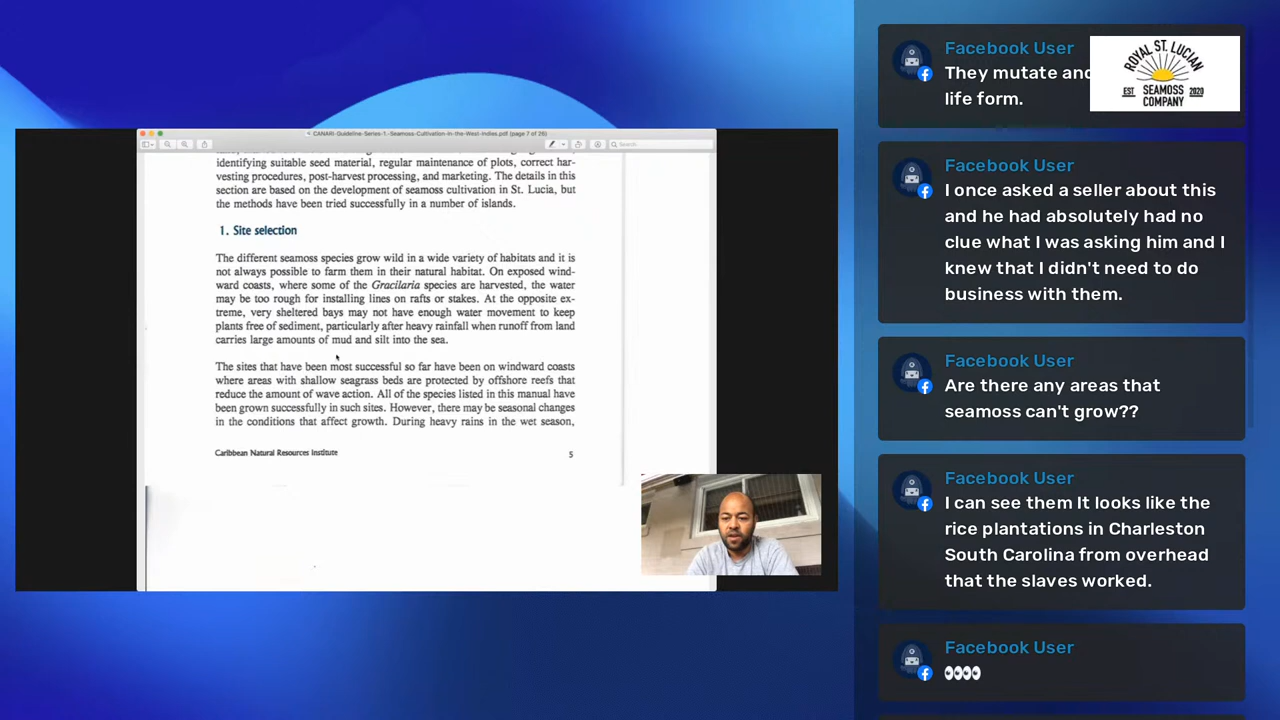 CANARI-Guideline-Series-1.-Seamoss-Cultivation-in-the-West-Indies.pdf (page 7 of 26)
Search
identifying suitable seed material, regular maintenance of plots, correct har-
vesting procedures, post-harvest processing, and marketing. The details in this
section are based on the development of seamoss cultivation in St. Lucia, but
the methods have been tried successfully in a number of islands.
1. Site selection
The different seamoss species grow wild in a wide variety of habitats and it is
not always possible to farm them in their natural habitat. On exposed wind-
ward coasts, where some of the Gracilaria species are harvested, the water
may be too rough for installing lines on rafts or stakes. At the opposite ex-
treme, very sheltered bays may not have enough water movement to keep
plants free of sediment, particularly after heavy rainfall when runoff from land
carries large amounts of mud and silt into the sea.
The sites that have been most successful so far have been on windward coasts
where areas with shallow seagrass beds are protected by offshore reefs that
reduce the amount of wave action. All of the species listed in this manual have
been grown successfully in such sites. However, there may be seasonal changes
in the conditions that affect growth. During heavy rains in the wet season,
Caribbean Natural Resources Institute
5
Facebook User
They mutate and
life form.
ROYAL ST. LUCIAN
EST 2020
SEAMOSS
COMPANY
Facebook User
I once asked a seller about this
and he had absolutely had no
clue what I was asking him and I
knew that I didn't need to do
business with them.
Facebook User
Are there any areas that
seamoss can't grow??
Facebook User
I can see them It looks like the
rice plantations in Charleston
South Carolina from overhead
that the slaves worked.
Facebook User
👀👀